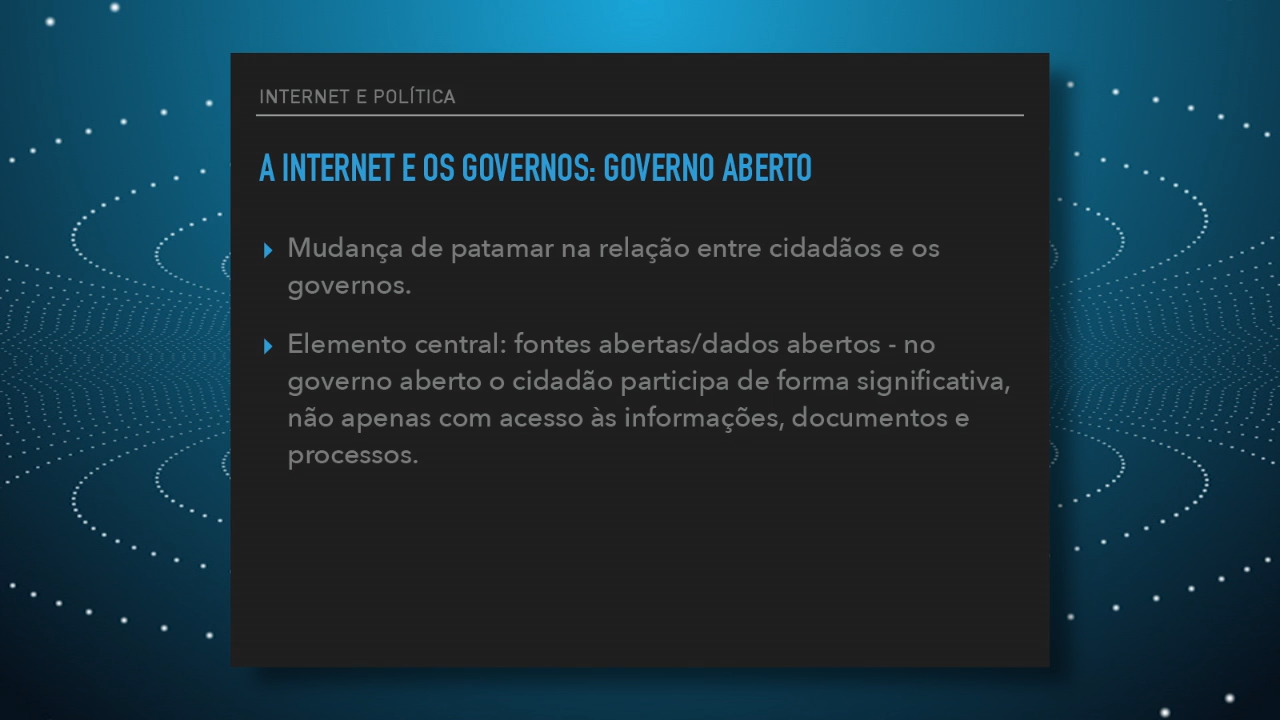 INTERNET E POLÍTICA
A INTERNET E OS GOVERNOS: GOVERNO ABERTO
Mudança de patamar na relação entre cidadãos e os
governos.
Elemento central: fontes abertas/dados abertos - no
governo aberto o cidadão participa de forma significativa,
não apenas com acesso às informações, documentos e
processos.